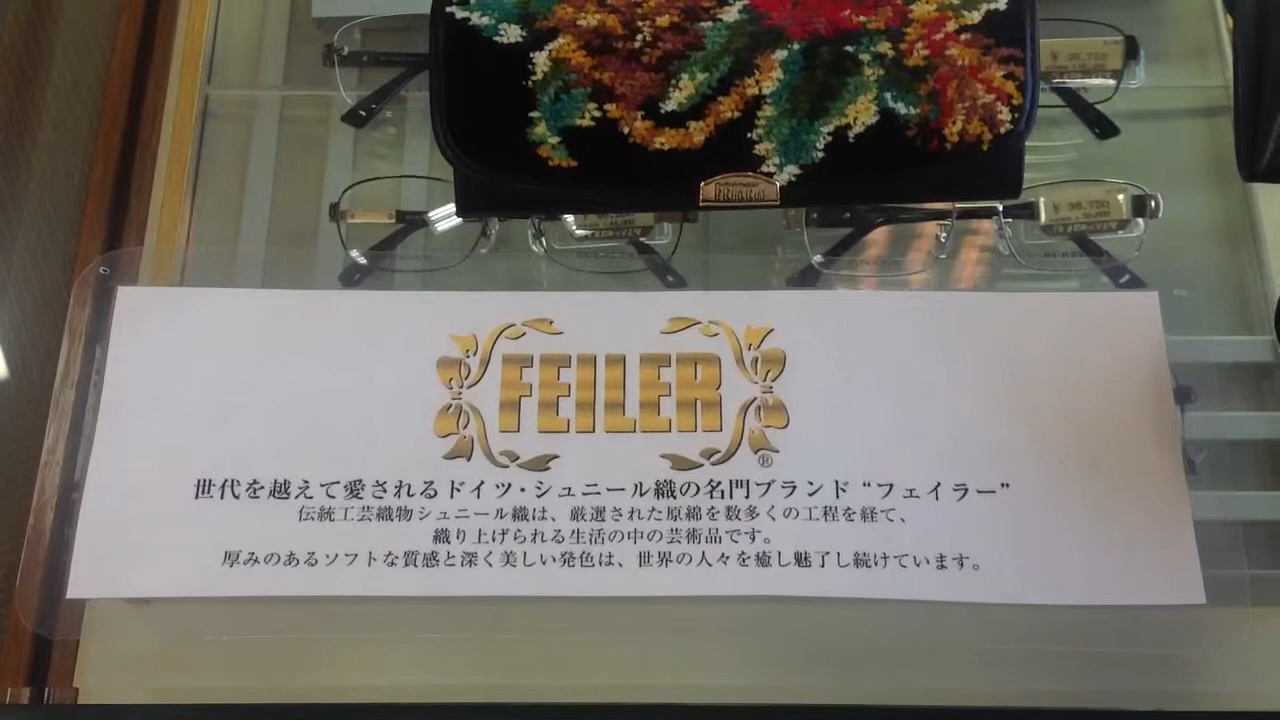 ¥ 36,750
¥ 36,750
FEILER
®
世代を越えて愛されるドイツ・シュニール織の名門ブランド“フェイラー”
伝統工芸織物シュニール織は、厳選された原綿を数多くの工程を経て、
織り上げられる生活の中の芸術品です。
厚みのあるソフトな質感と深く美しい発色は、世界の人々を癒し魅了し続けています。